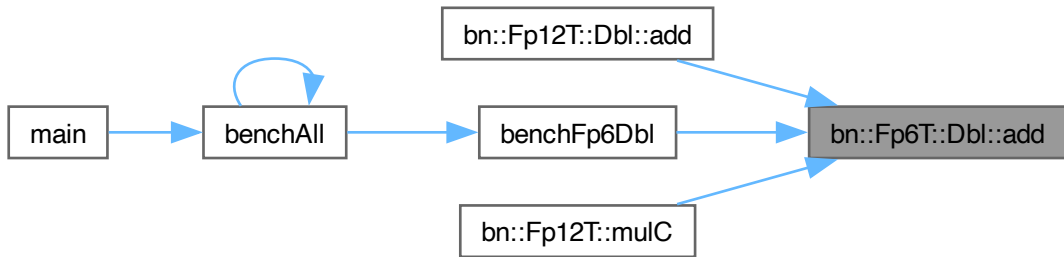 bn::Fp12T::Dbl::add
main
benchAll
benchFp6Dbl
bn::Fp6T::Dbl::add
bn::Fp12T::mulC